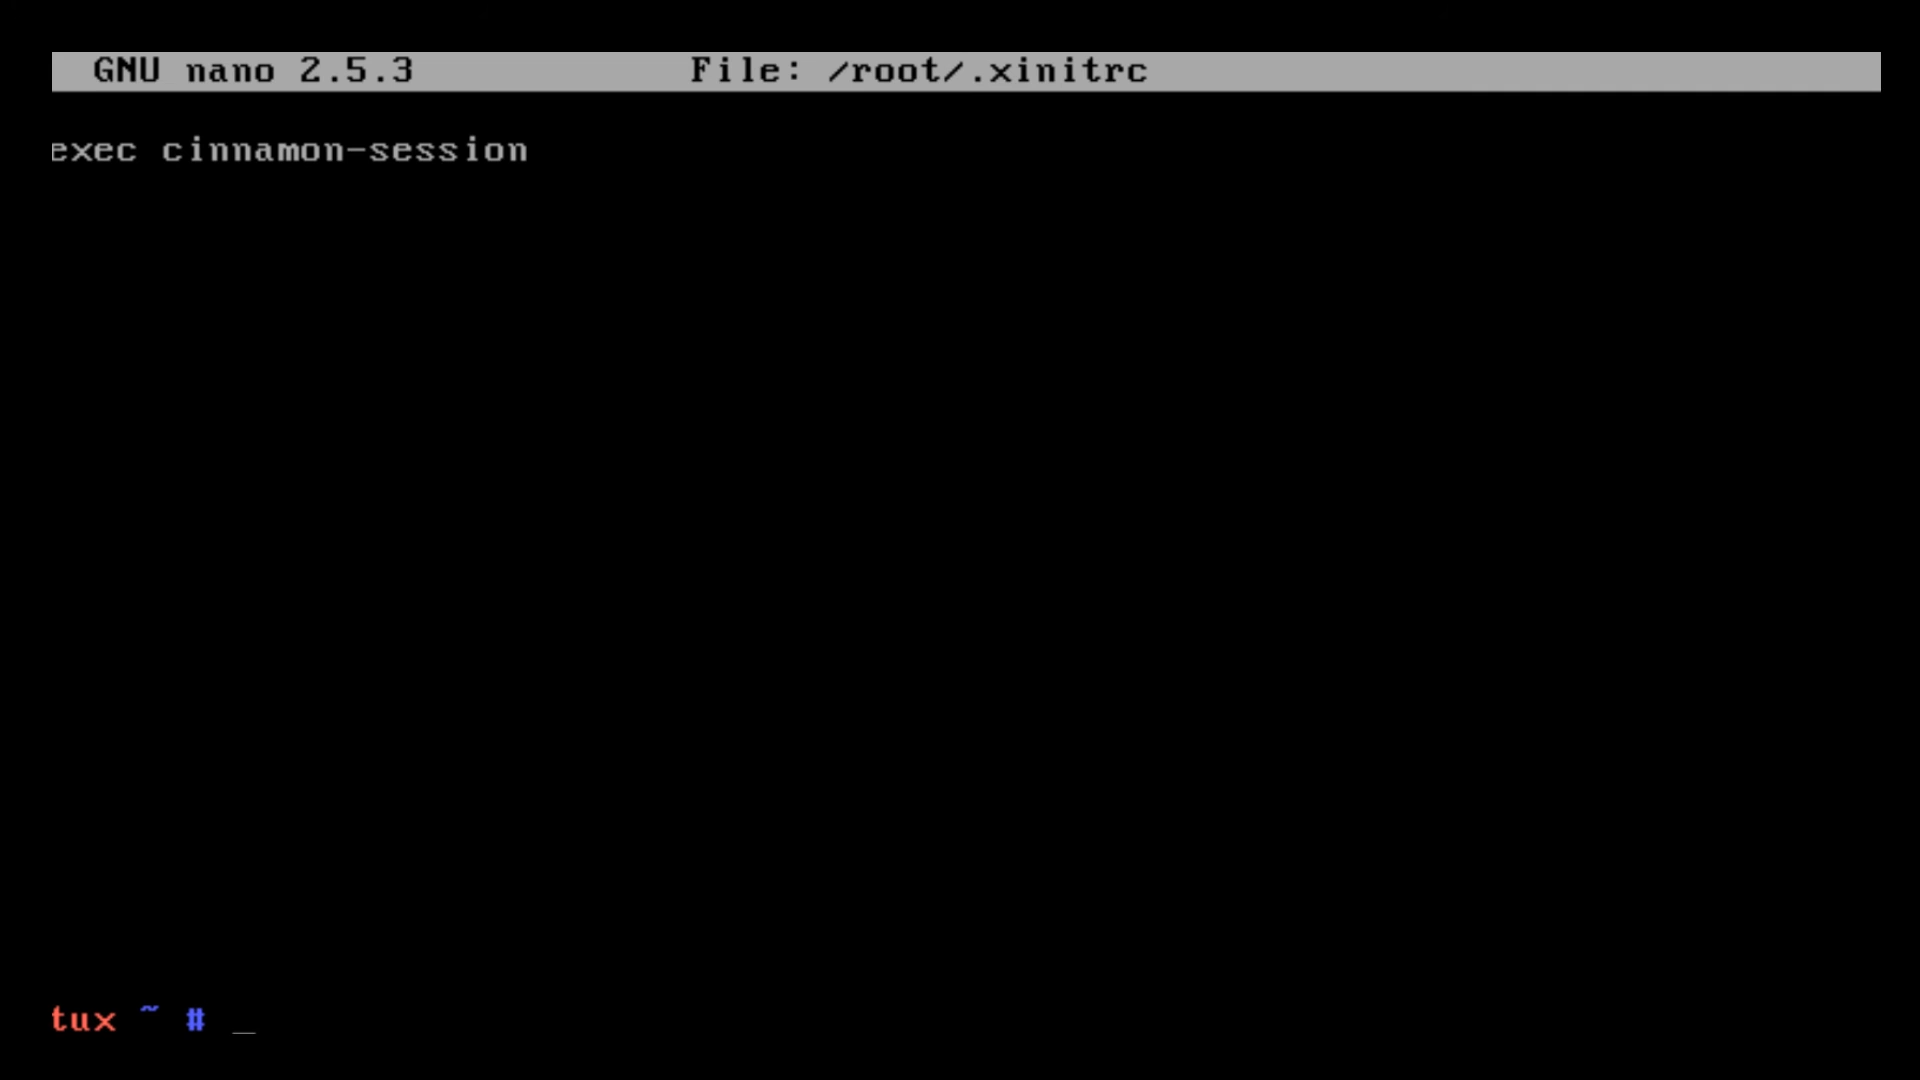 GNU nano 2.5.3 File: /root/.xinitrc
exec cinnamon-session
tux ~ # _